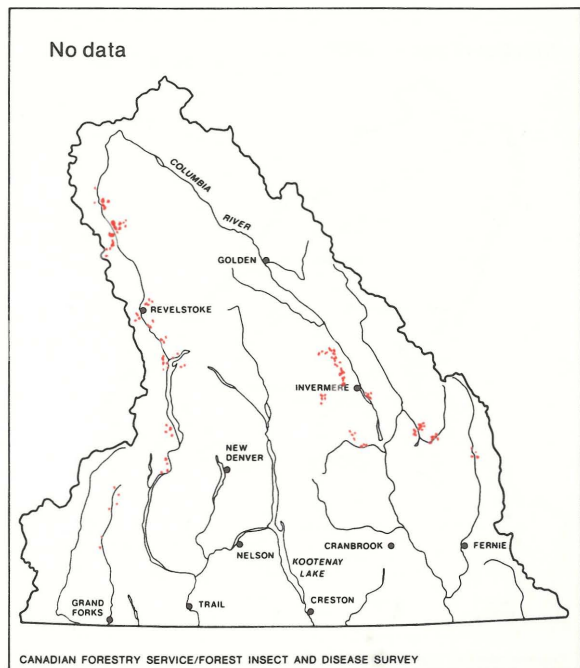 No data
COLUMBIA
RIVER
GOLDEN
REVELSTOKE
INVERMERE
NEW
DENVER
NELSON
CRANBROOK
FERNIE
KOOTENAY
LAKE
GRAND
FORKS
TRAIL
CRESTON
CANADIAN FORESTRY SERVICE/FOREST INSECT AND DISEASE SURVEY